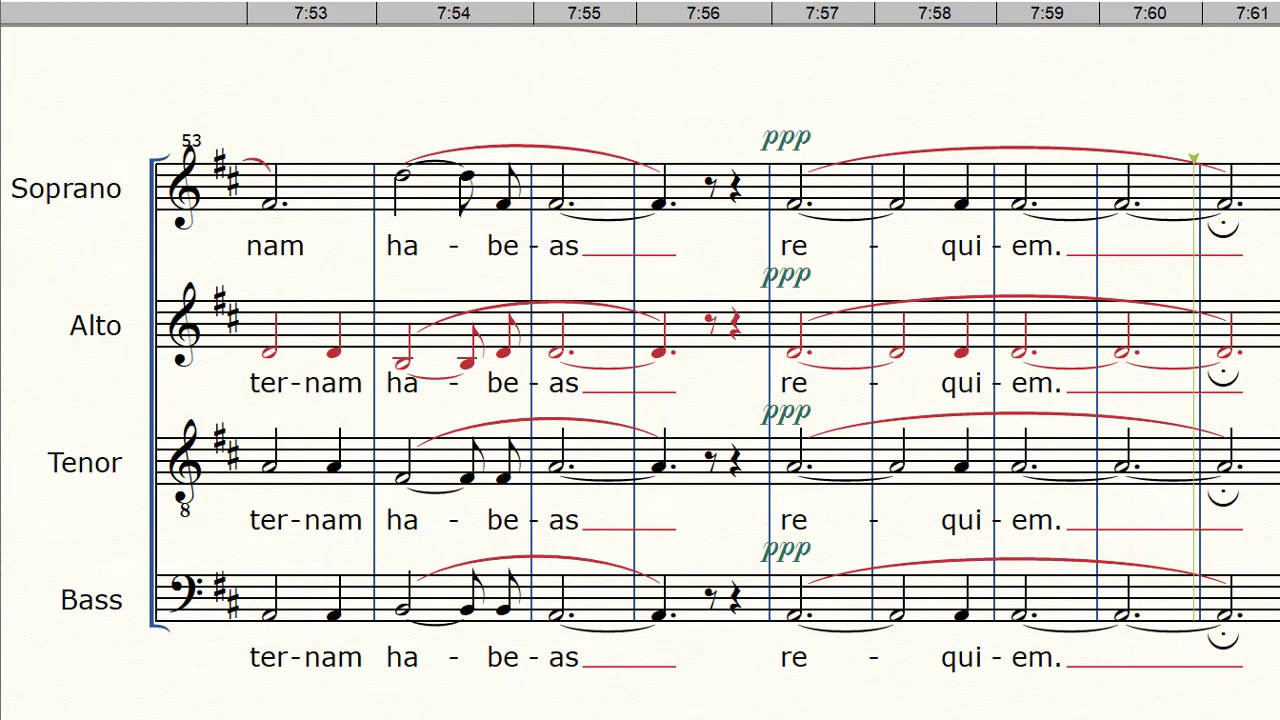 7:53 7:54 7:55 7:56 7:57 7:58 7:59 7:60 7:61
53
ppp
Soprano
nam ha - be - as re - qui - em.
ppp
Alto
ter - nam ha - be - as re - qui - em.
ppp
Tenor
8
ter - nam ha - be - as re - qui - em.
ppp
Bass
ter - nam ha - be - as re - qui - em.